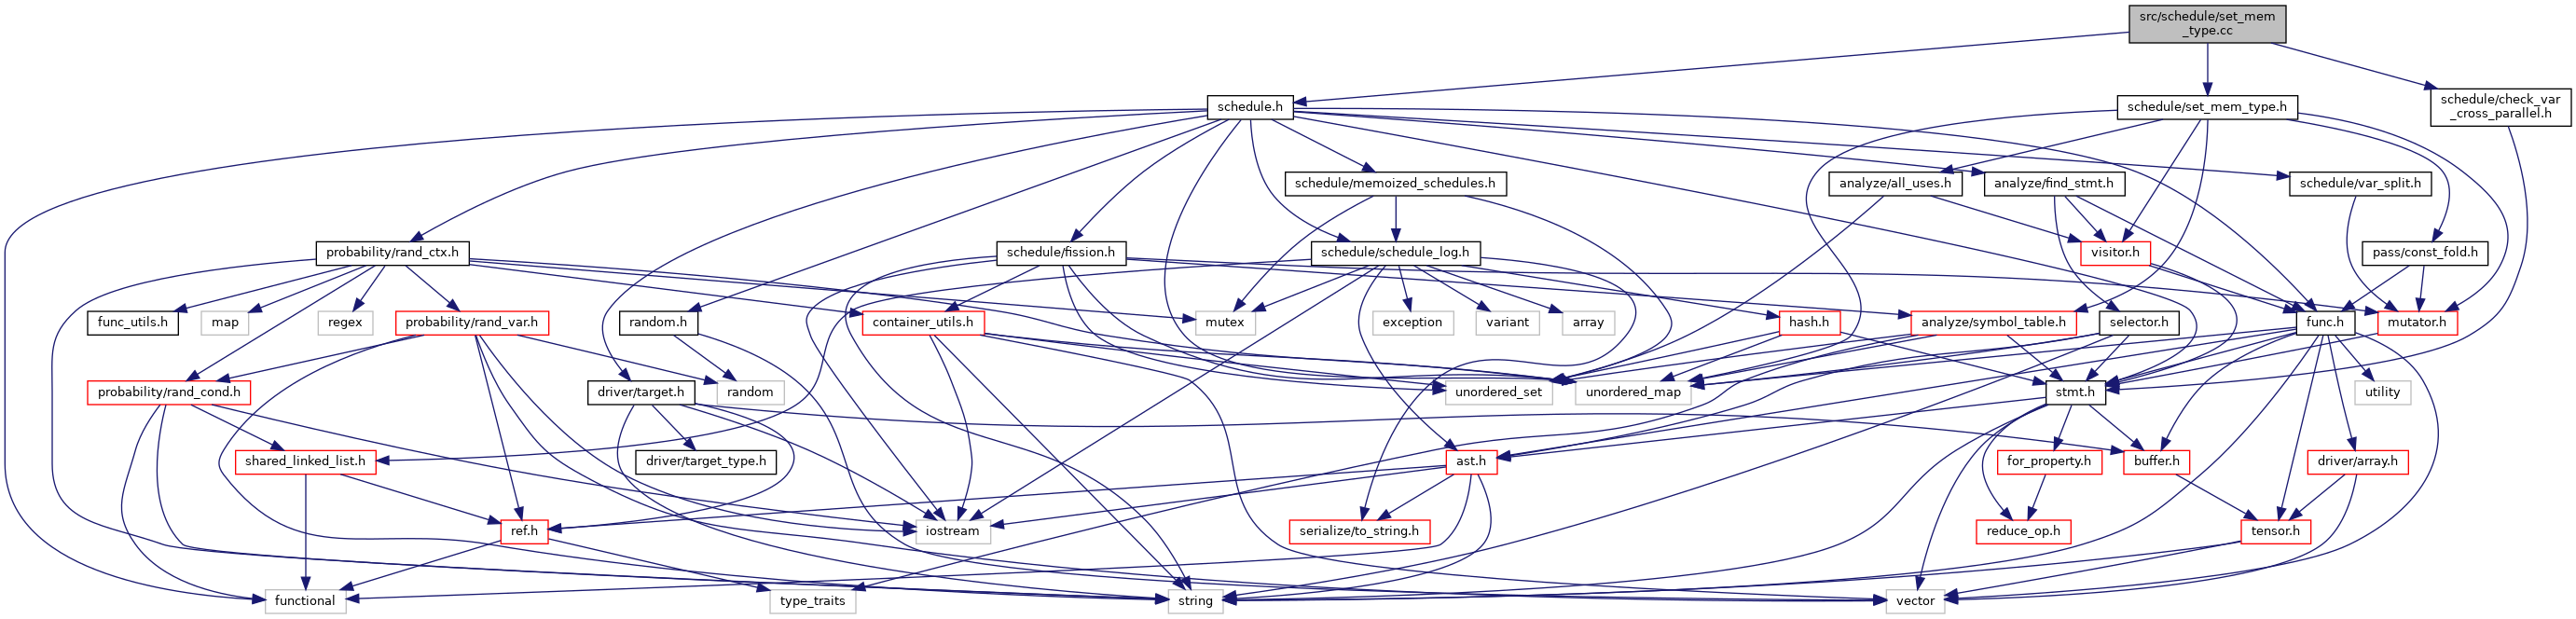 src/schedule/set_mem
_type.cc
schedule.h
schedule/set_mem_type.h
schedule/check_var
_cross_parallel.h
schedule/memoized_schedules.h
analyze/all_uses.h
analyze/find_stmt.h
schedule/var_split.h
probability/rand_ctx.h
schedule/fission.h
schedule/schedule_log.h
visitor.h
pass/const_fold.h
func_utils.h
map
regex
probability/rand_var.h
random.h
container_utils.h
mutex
exception
variant
array
hash.h
analyze/symbol_table.h
selector.h
func.h
mutator.h
probability/rand_cond.h
driver/target.h
random
unordered_set
unordered_map
stmt.h
utility
shared_linked_list.h
driver/target_type.h
ast.h
for_property.h
buffer.h
driver/array.h
ref.h
iostream
serialize/to_string.h
reduce_op.h
tensor.h
functional
type_traits
string
vector